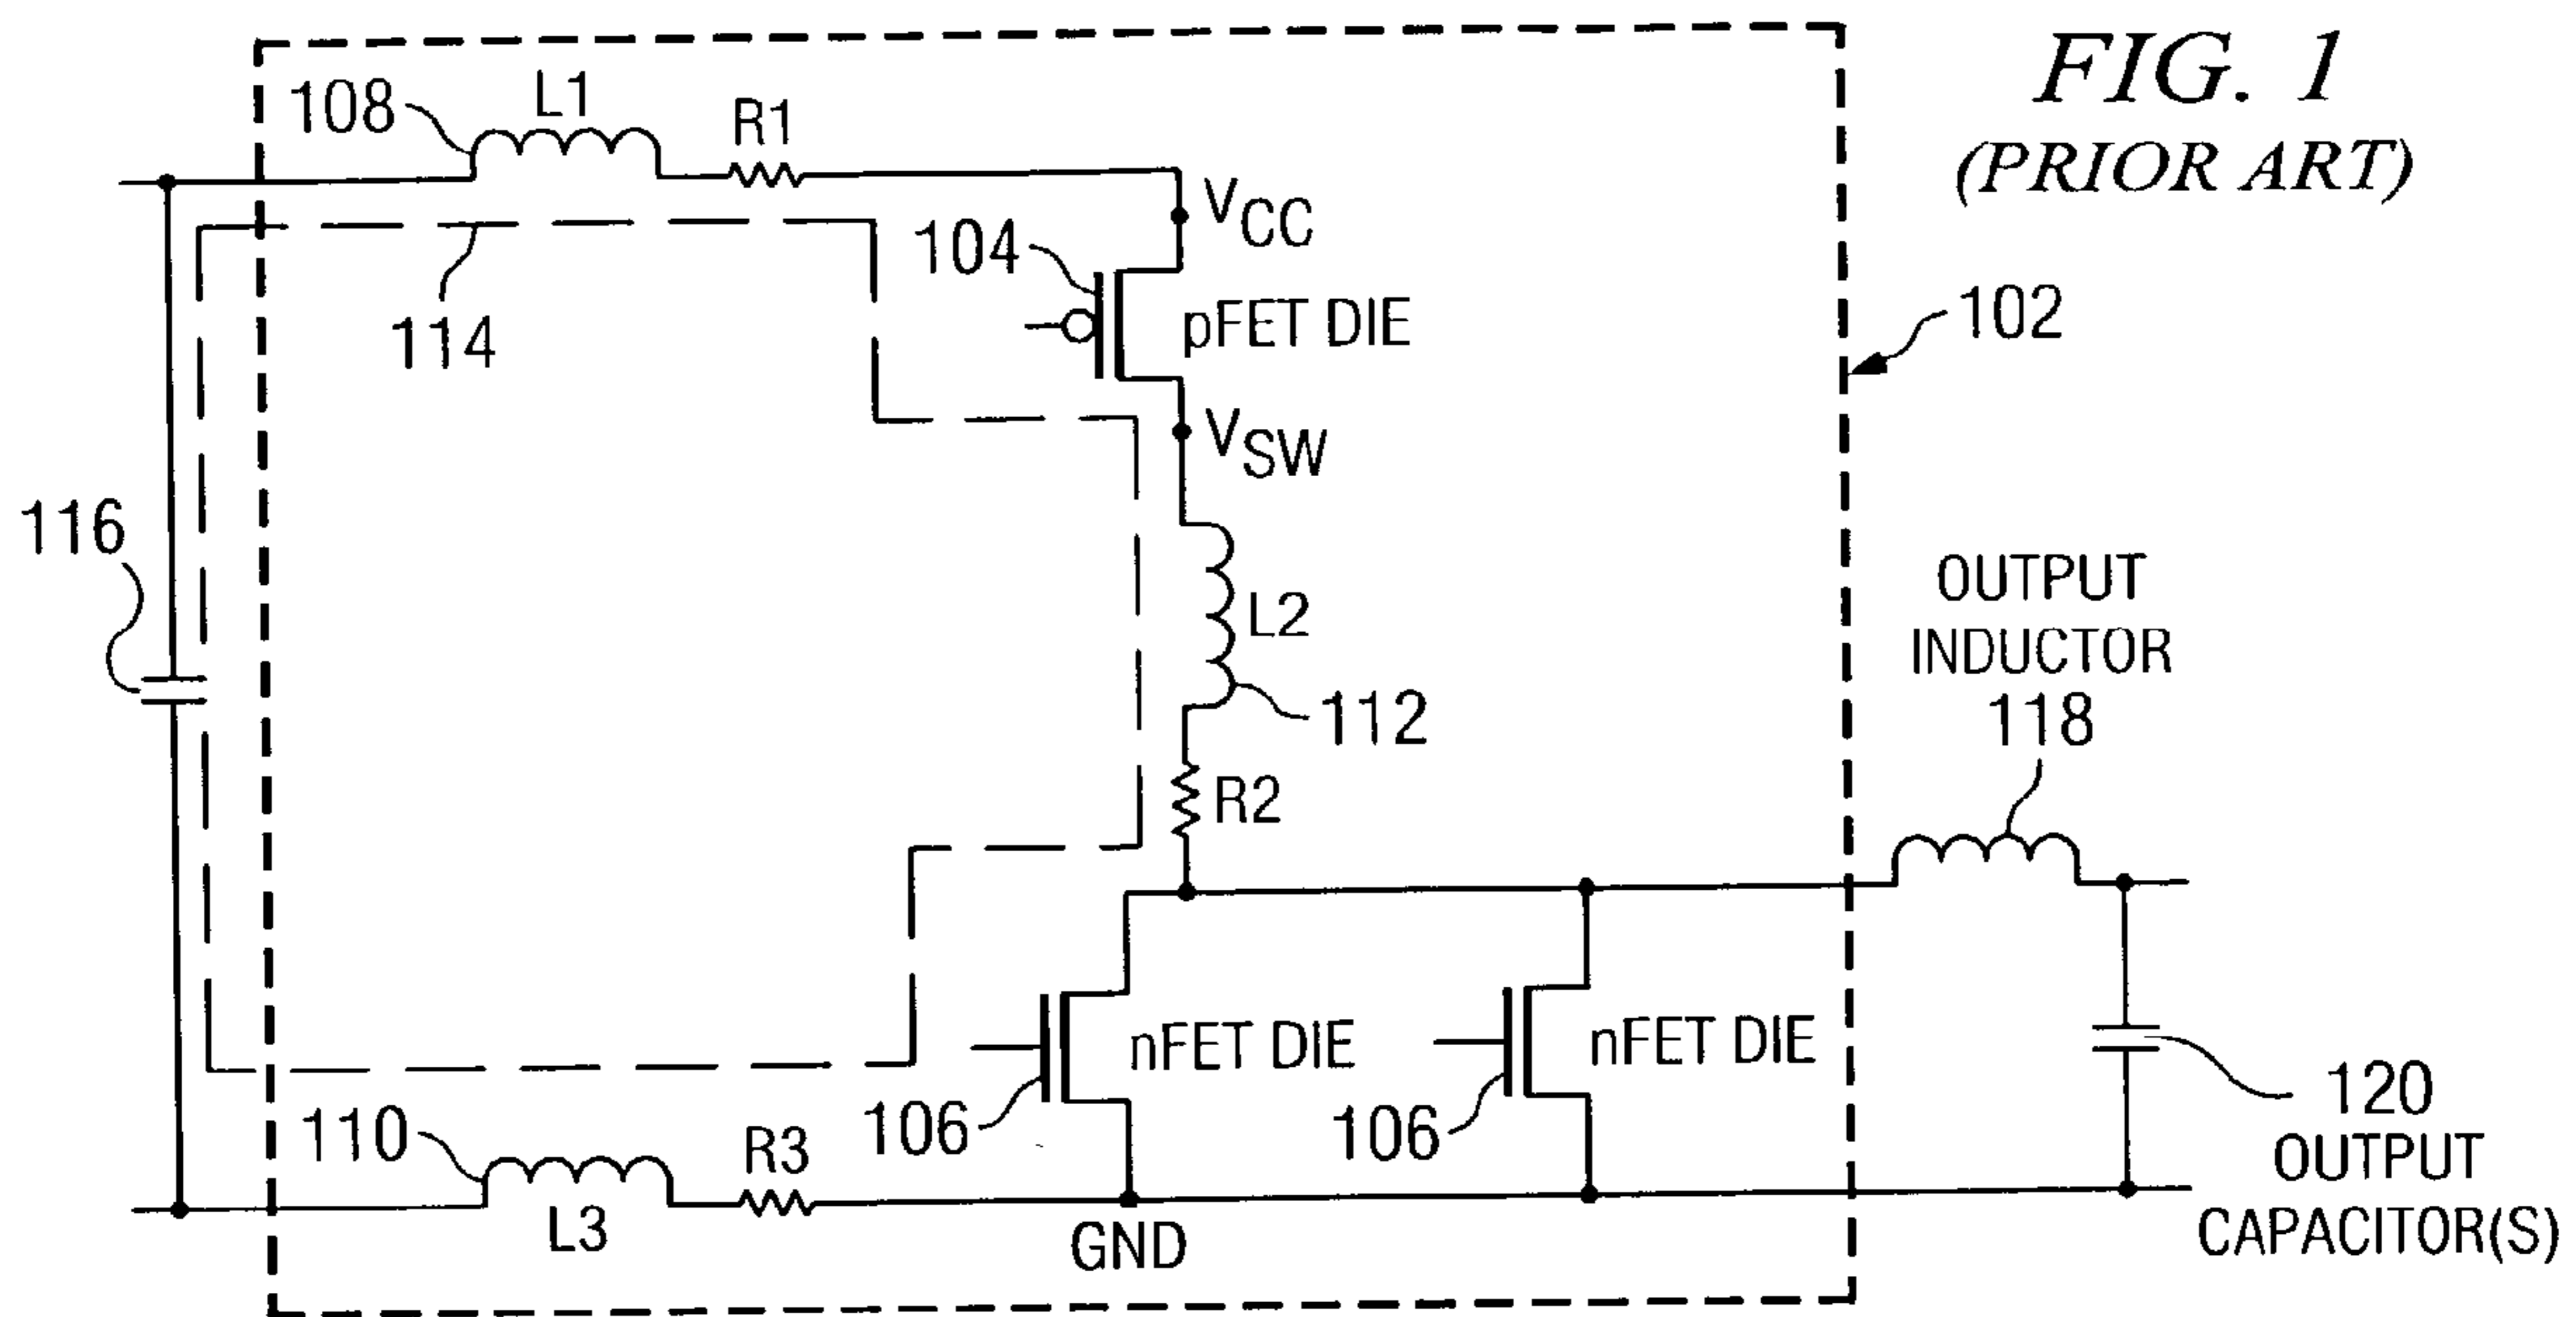 FIG. 1
(PRIOR ART)
L1
108
R1
VCC
104
pFET DIE
102
114
VSW
116
L2
112
OUTPUT
INDUCTOR
118
R2
nFET DIE
nFET DIE
106
106
110
R3
L3
GND
120
OUTPUT
CAPACITOR(S)